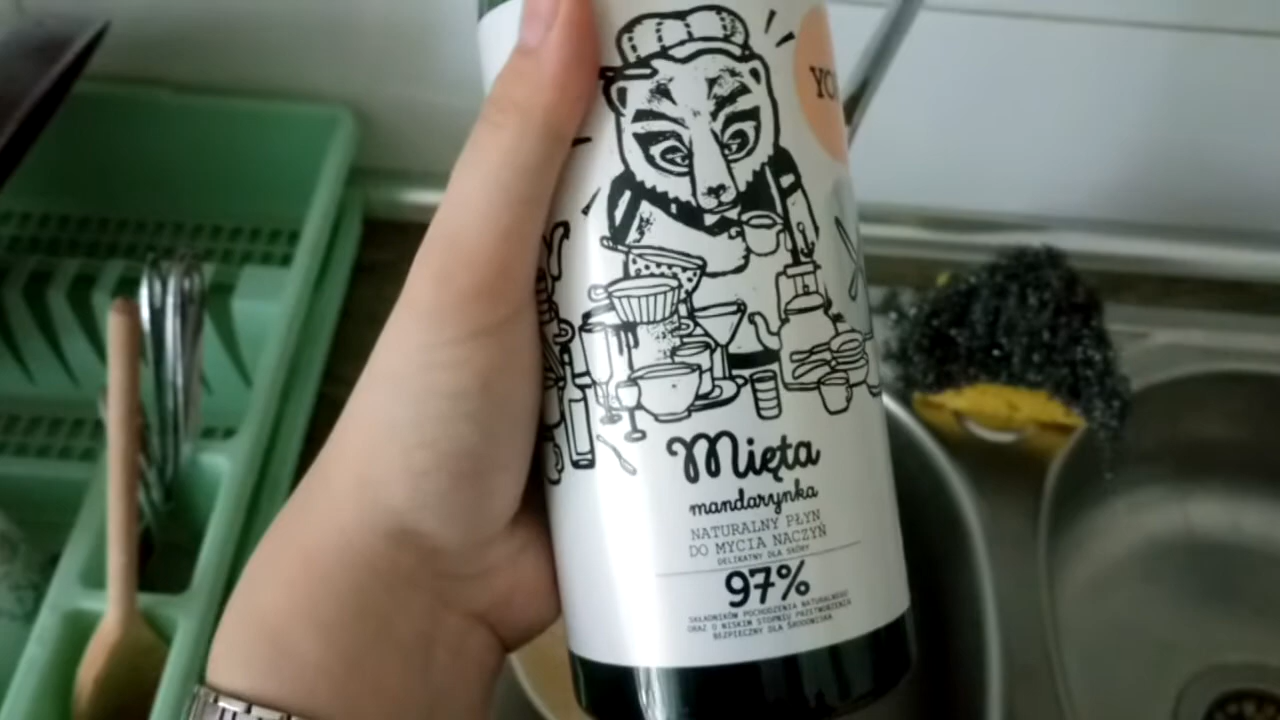 YO
Mięta
mandarynka
NATURALNY PŁYN
DO MYCIA NACZYŃ
DELIKATNY DLA SKÓRY
97%
SKŁADNIKÓW POCHODZENIA NATURALNEGO
ORAZ O NISKIM STOPNIU PRZETWORZENIA
BEZPIECZNY DLA ŚRODOWISKA